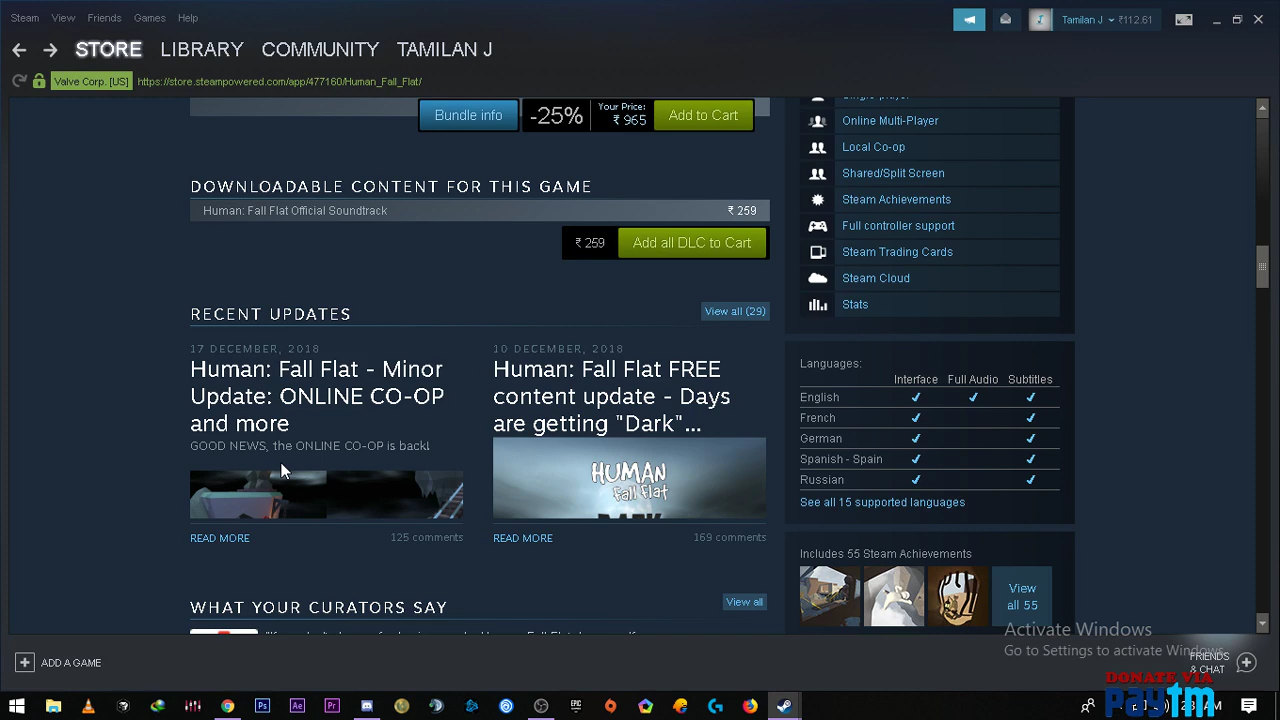 Steam View Friends Games Help
Tamilan J ₹112.61
STORE LIBRARY COMMUNITY TAMILAN J
Valve Corp. [US] https://store.steampowered.com/app/477160/Human_Fall_Flat/
Bundle info -25% Your Price: ₹ 965 Add to Cart
DOWNLOADABLE CONTENT FOR THIS GAME
Human: Fall Flat Official Soundtrack ₹ 259
₹ 259 Add all DLC to Cart
RECENT UPDATES View all (29)
17 DECEMBER, 2018
Human: Fall Flat - Minor
Update: ONLINE CO-OP
and more
GOOD NEWS, the ONLINE CO-OP is back!
READ MORE 125 comments
10 DECEMBER, 2018
Human: Fall Flat FREE
content update - Days
are getting "Dark"...
HUMAN
fall flat
DARK
READ MORE 169 comments
WHAT YOUR CURATORS SAY View all
Online Multi-Player
Local Co-op
Shared/Split Screen
Steam Achievements
Full controller support
Steam Trading Cards
Steam Cloud
Stats
Languages:
Interface Full Audio Subtitles
English ✔ ✔ ✔
French ✔ ✔
German ✔ ✔
Spanish - Spain ✔ ✔
Russian ✔ ✔
See all 15 supported languages
Includes 55 Steam Achievements
View
all 55
Activate Windows
Go to Settings to activate Windows.
ADD A GAME
FRIENDS
& CHAT
DONATE VIA
paytm
Ps Ae Pr EPIC